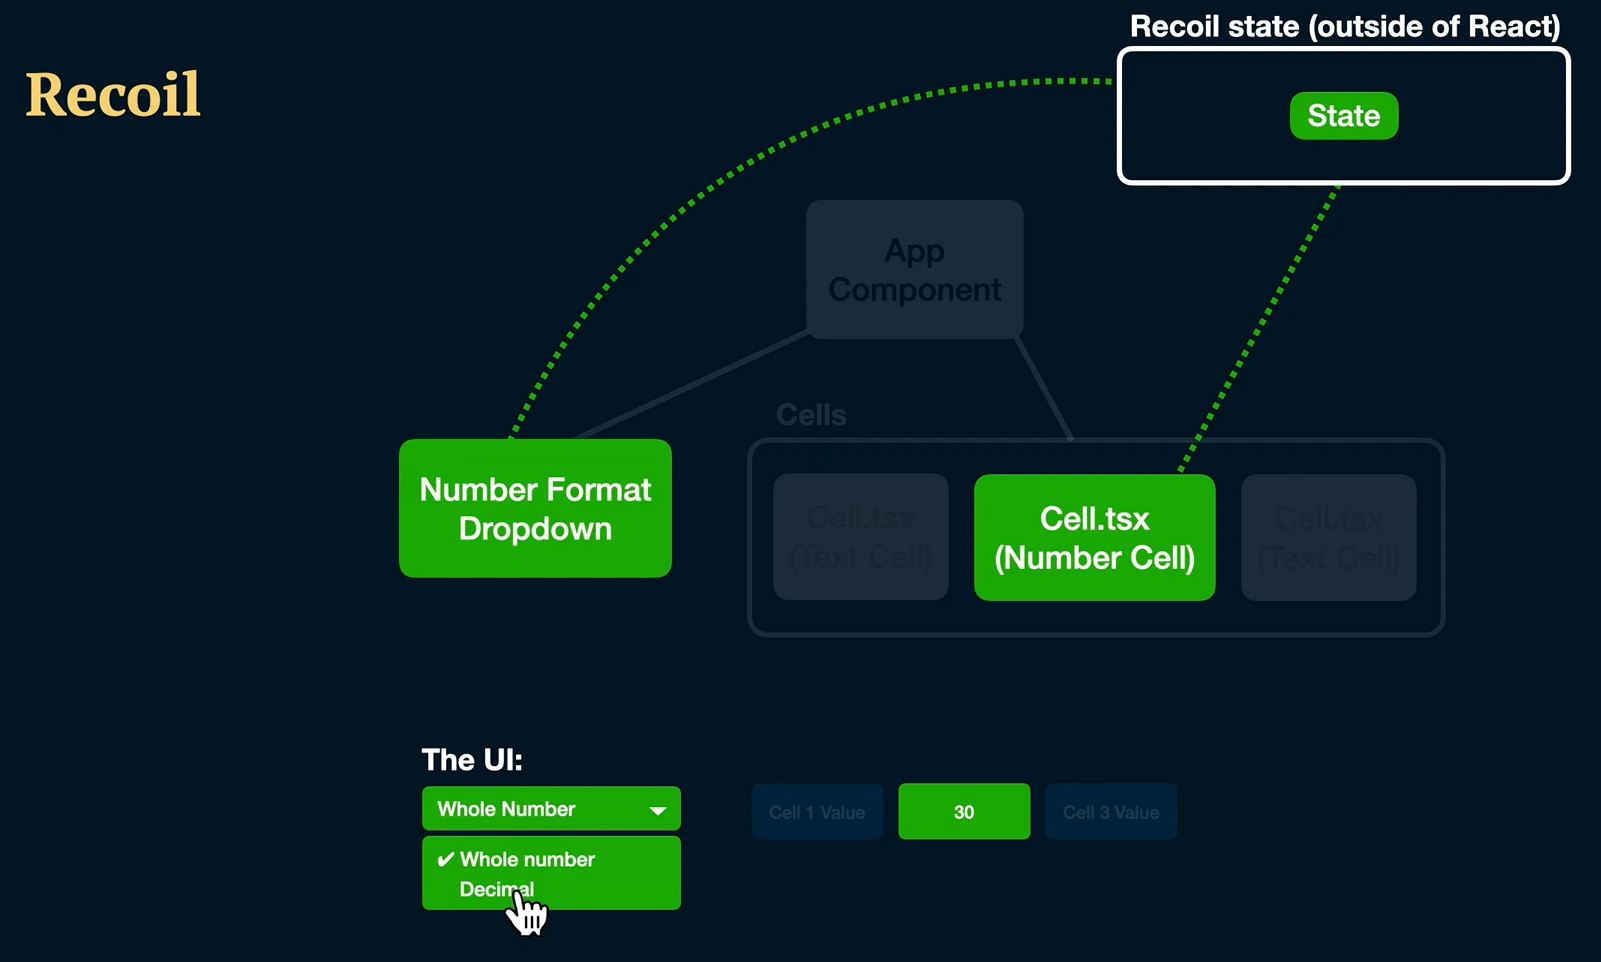 Recoil state (outside of React)
Recoil
State
App
Component
Cells
Number Format
Dropdown
Cell.tsx
(Text Cell)
Cell.tsx
(Number Cell)
Cell.tsx
(Text Cell)
The UI:
Whole Number
✔ Whole number
Decimal
Cell 1 Value
30
Cell 3 Value